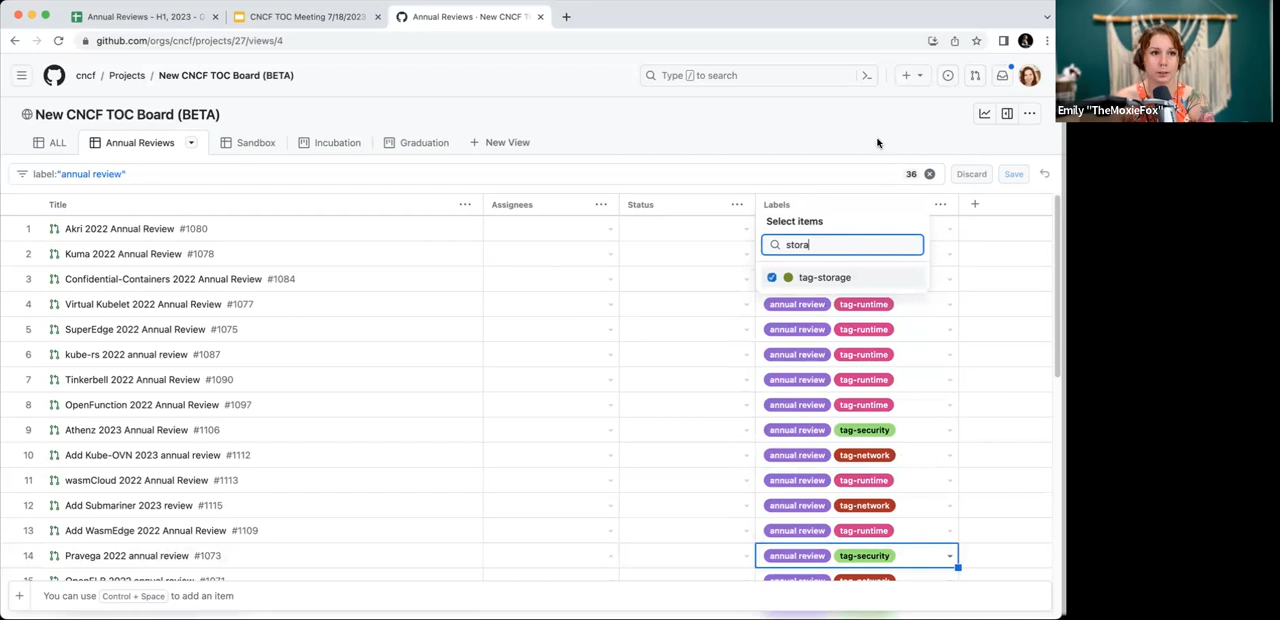 Annual Reviews - H1, 2023 - G
CNCF TOC Meeting 7/18/2023
Annual Reviews · New CNCF T
github.com/orgs/cncf/projects/27/views/4
cncf / Projects / New CNCF TOC Board (BETA)
Type / to search
Emily "TheMoxieFox"
New CNCF TOC Board (BETA)
ALL Annual Reviews Sandbox Incubation Graduation + New View
label:"annual review" 36 Discard Save
Title Assignees Status Labels
Select items
stora
tag-storage
1 Akri 2022 Annual Review #1080
2 Kuma 2022 Annual Review #1078
3 Confidential-Containers 2022 Annual Review #1084
4 Virtual Kubelet 2022 Annual Review #1077 annual review tag-runtime
5 SuperEdge 2022 Annual Review #1075 annual review tag-runtime
6 kube-rs 2022 annual review #1087 annual review tag-runtime
7 Tinkerbell 2022 Annual Review #1090 annual review tag-runtime
8 OpenFunction 2022 Annual Review #1097 annual review tag-runtime
9 Athenz 2023 Annual Review #1106 annual review tag-security
10 Add Kube-OVN 2023 annual review #1112 annual review tag-network
11 wasmCloud 2022 Annual Review #1113 annual review tag-runtime
12 Add Submariner 2023 review #1115 annual review tag-network
13 Add WasmEdge 2022 Annual Review #1109 annual review tag-runtime
14 Pravega 2022 annual review #1073 annual review tag-security
15 OpenELB 2022 annual review #1071 annual review tag-network
You can use Control + Space to add an item